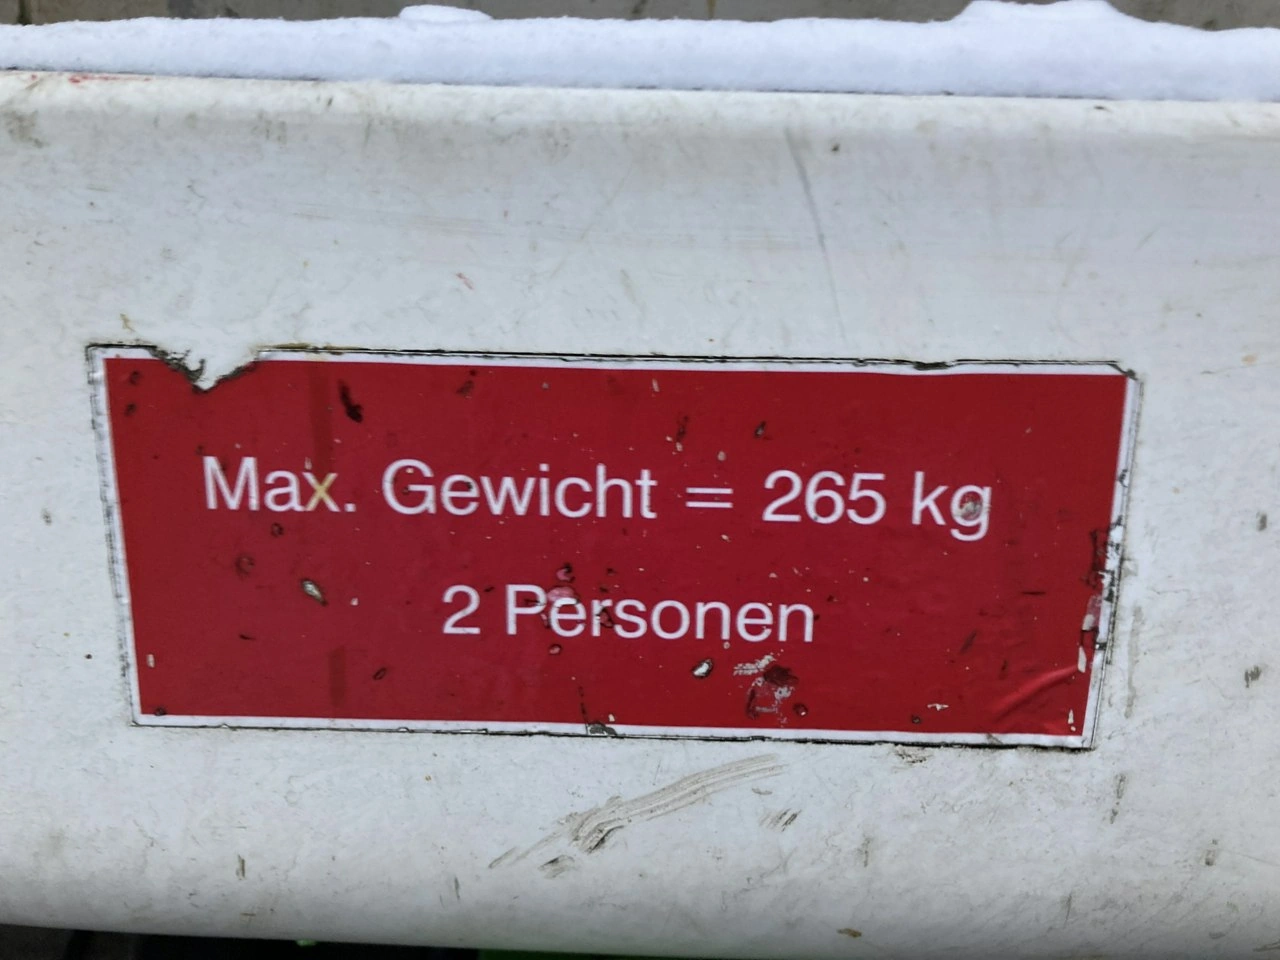 Max. Gewicht = 265 kg
2 Personen